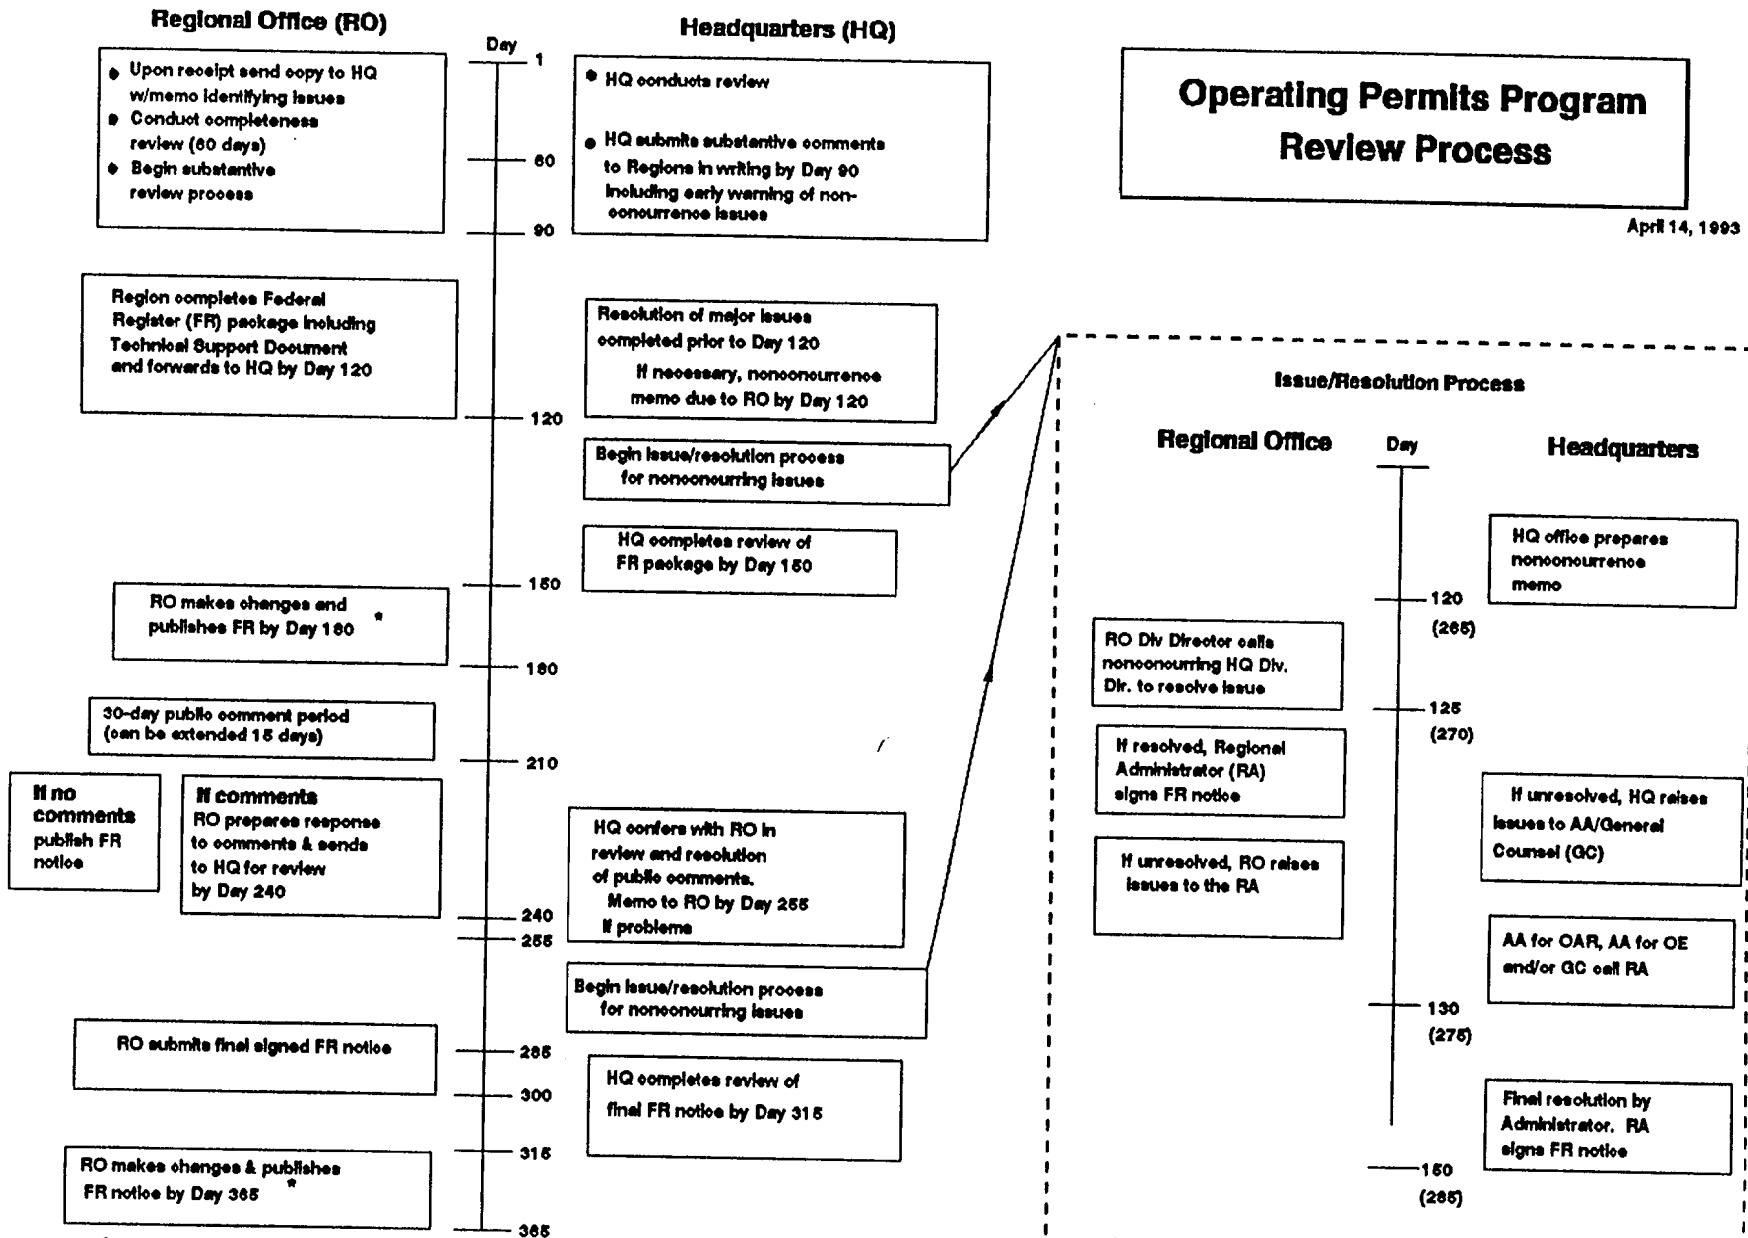 Regional Office (RO)
Day
Headquarters (HQ)
1
• Upon receipt send copy to HQ
w/memo identifying issues
• Conduct completeness
review (60 days)
• Begin substantive
review process
• HQ conducts review
• HQ submits substantive comments
to Regions in writing by Day 90
including early warning of non-
concurrence issues
60
90
Operating Permits Program
Review Process
April 14, 1993
Region completes Federal
Register (FR) package including
Technical Support Document
and forwards to HQ by Day 120
Resolution of major issues
completed prior to Day 120
If necessary, nonconcurrence
memo due to RO by Day 120
120
Begin issue/resolution process
for nonconcurring issues
HQ completes review of
FR package by Day 150
150
RO makes changes and
publishes FR by Day 180 *
180
30-day public comment period
(can be extended 15 days)
210
If no
comments
publish FR
notice
If comments
RO prepares response
to comments & sends
to HQ for review
by Day 240
HQ confers with RO in
review and resolution
of public comments.
Memo to RO by Day 255
If problems
240
255
Begin issue/resolution process
for nonconcurring issues
RO submits final signed FR notice
285
300
HQ completes review of
final FR notice by Day 315
315
RO makes changes & publishes
FR notice by Day 365 *
365
Issue/Resolution Process
Regional Office
Day
Headquarters
HQ office prepares
nonconcurrence
memo
120
(265)
RO Div Director calls
nonconcurring HQ Div.
Dir. to resolve issue
125
(270)
If resolved, Regional
Administrator (RA)
signs FR notice
If unresolved, HQ raises
issues to AA/General
Counsel (GC)
If unresolved, RO raises
issues to the RA
AA for OAR, AA for OE
and/or GC call RA
130
(275)
Final resolution by
Administrator. RA
signs FR notice
150
(285)